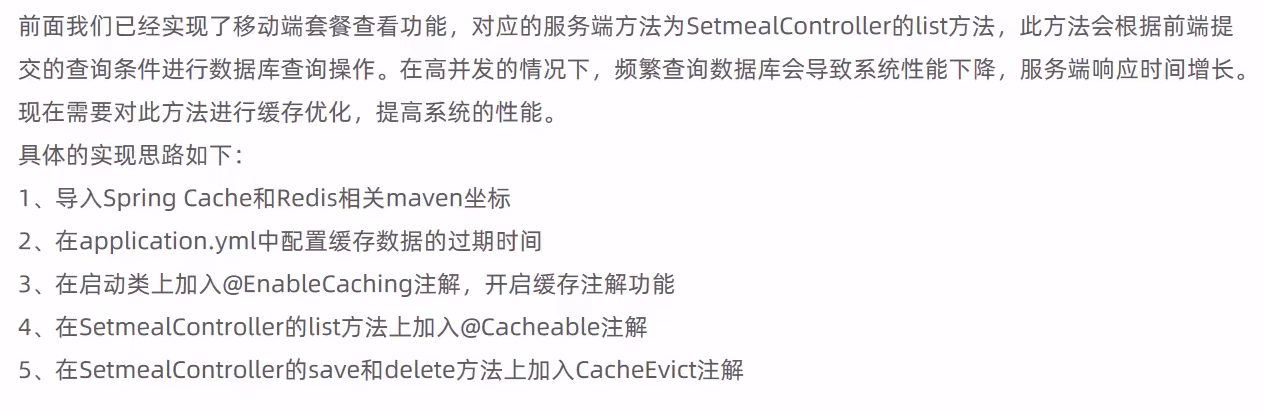 前面我们已经实现了移动端套餐查看功能，对应的服务端方法为SetmealController的list方法，此方法会根据前端提
交的查询条件进行数据库查询操作。在高并发的情况下，频繁查询数据库会导致系统性能下降，服务端响应时间增长。
现在需要对此方法进行缓存优化，提高系统的性能。
具体的实现思路如下：
1、导入Spring Cache和Redis相关maven坐标
2、在application.yml中配置缓存数据的过期时间
3、在启动类上加入@EnableCaching注解，开启缓存注解功能
4、在SetmealController的list方法上加入@Cacheable注解
5、在SetmealController的save和delete方法上加入CacheEvict注解